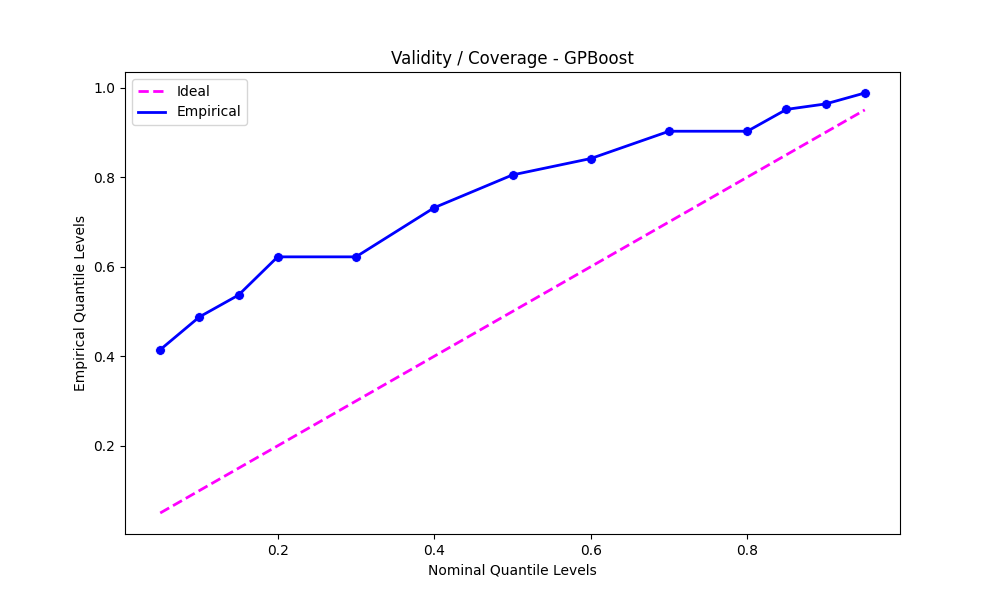 Validity / Coverage - GPBoost
Ideal
Empirical
1.0
0.8
0.6
0.4
0.2
Empirical Quantile Levels
0.2
0.4
0.6
0.8
Nominal Quantile Levels